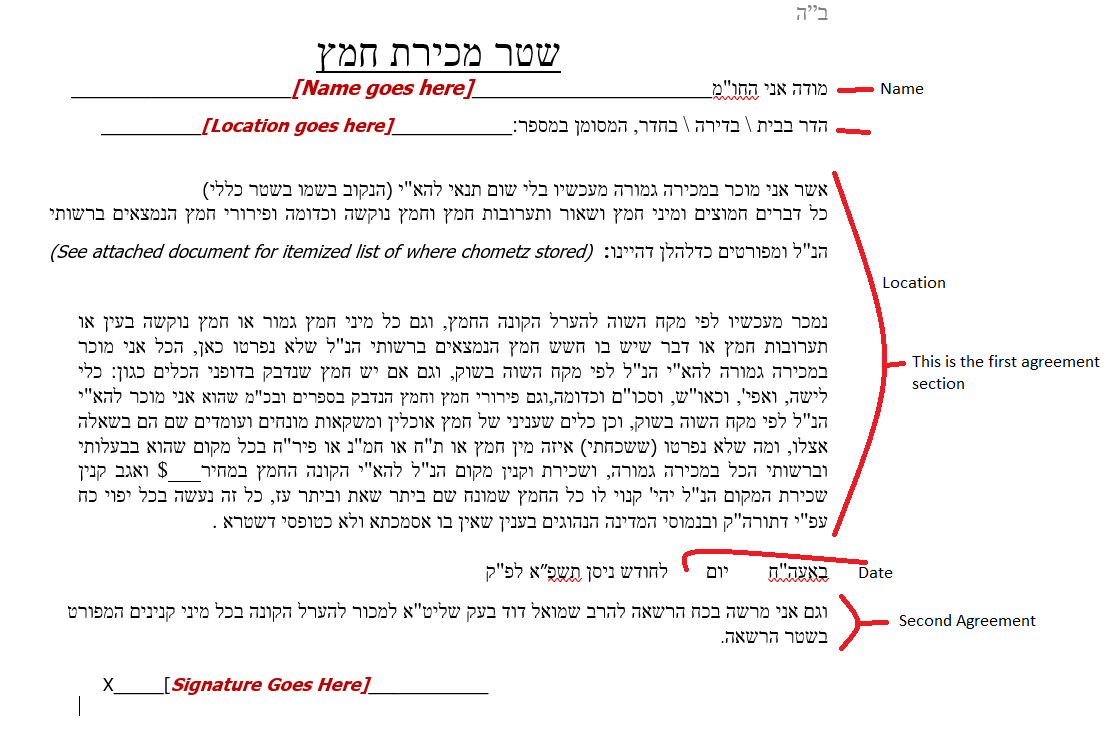 ב״ה
שטר מכירת חמץ
מודה אני החו"מ_______[Name goes here]_______ Name
הדר בבית \ בדירה \ בחדר, המסומן במספר:_______[Location goes here]_______
אשר אני מוכר במכירה גמורה מעכשיו בלי שום תנאי להא"י (הנקוב בשמו בשטר כללי)
כל דברים חמוצים ומיני חמץ ושאור ותערובות חמץ וחמץ נוקשה וכדומה ופירורי חמץ הנמצאים ברשותי
הנ"ל ומפורטים כדלהלן דהיינו: (See attached document for itemized list of where chometz stored)
Location
נמכר מעכשיו לפי מקח השוה להערל הקונה החמץ, וגם כל מיני חמץ גמור או חמץ נוקשה בעין או
תערובות חמץ או דבר שיש בו חשש חמץ הנמצאים ברשותי הנ"ל שלא נפרטו כאן, הכל אני מוכר
במכירה גמורה להא"י הנ"ל לפי מקח השוה בשוק, וגם אם יש חמץ שנדבק בדופני הכלים כגון: כלי
This is the first agreement section
לישה, ואפי', וכאו"ש, וסכו"ם וכדומה,וגם פירורי חמץ וחמץ הנדבק בספרים ובכ"מ שהוא אני מוכר להא"י
הנ"ל לפי מקח השוה בשוק, וכן כלים שעניני של חמץ אוכלין ומשקאות מונחים ועומדים שם הם בשאלה
אצלו, ומה שלא נפרטו (ששכחתי) איזה מין חמץ או ת"ח או חמ"נ או פיר"ח בכל מקום שהוא בבעלותי
וברשותי הכל במכירה גמורה, ושכירת וקנין מקום הנ"ל להא"י הקונה החמץ במחיר___$ ואגב קנין
שכירת המקום הנ"ל יהי' קנוי לו כל החמץ שמונח שם ביתר שאת וביתר עז, כל זה נעשה בכל יפוי כח
עפ"י דתורה"ק ובנמוסי המדינה הנהוגים בענין שאין בו אסמכתא ולא כטופסי דשטרא .
באעה"ח יום לחודש ניסן תשפ"א לפ"ק Date
וגם אני מרשה בכח הרשאה להרב שמואל דוד בעק שליט"א למכור להערל הקונה בכל מיני קנינים המפורט
בשטר הרשאה.
Second Agreement
X_____[Signature Goes Here]____________